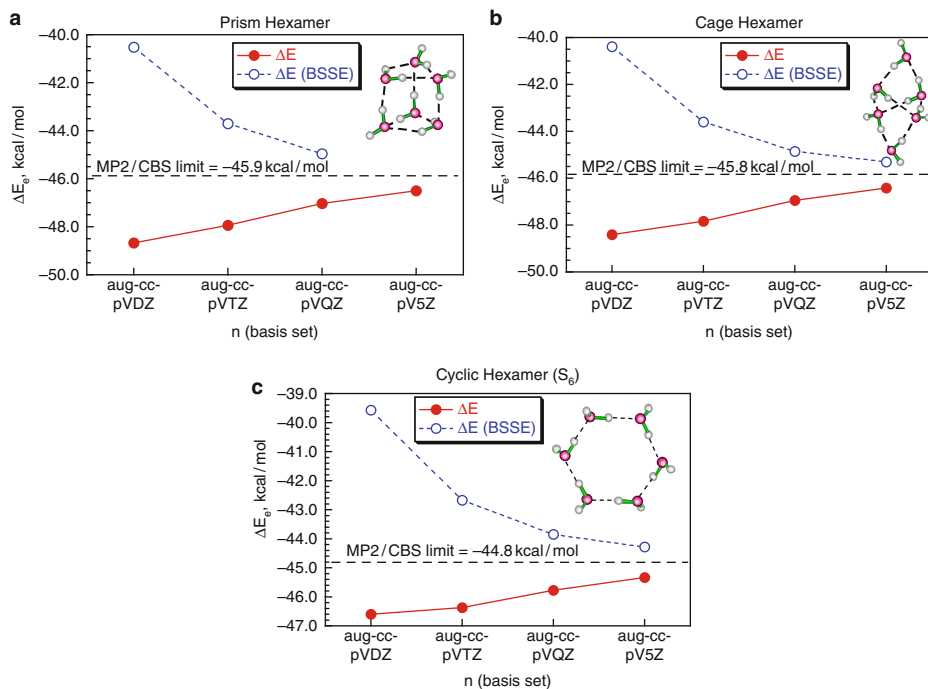 a
Prism Hexamer
−40.0
−42.0
−44.0
−46.0
−48.0
−50.0
ΔEe, kcal/mol
ΔE
ΔE (BSSE)
MP2/CBS limit = −45.9 kcal/mol
aug-cc-pVDZ
aug-cc-pVTZ
aug-cc-pVQZ
aug-cc-pV5Z
n (basis set)
b
Cage Hexamer
−40.0
−42.0
−44.0
−46.0
−48.0
−50.0
ΔEe, kcal/mol
ΔE
ΔE (BSSE)
MP2/CBS limit = −45.8 kcal/mol
aug-cc-pVDZ
aug-cc-pVTZ
aug-cc-pVQZ
aug-cc-pV5Z
n (basis set)
c
Cyclic Hexamer (S6)
−39.0
−40.0
−41.0
−42.0
−43.0
−44.0
−45.0
−46.0
−47.0
ΔEe, kcal/mol
ΔE
ΔE (BSSE)
MP2/CBS limit = −44.8 kcal/mol
aug-cc-pVDZ
aug-cc-pVTZ
aug-cc-pVQZ
aug-cc-pV5Z
n (basis set)